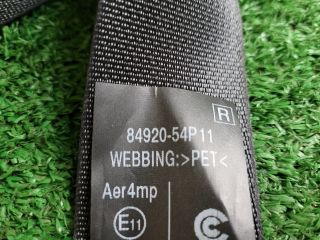 R
84920-54P11
WEBBING:>PET<
Aer4mp
E11
C